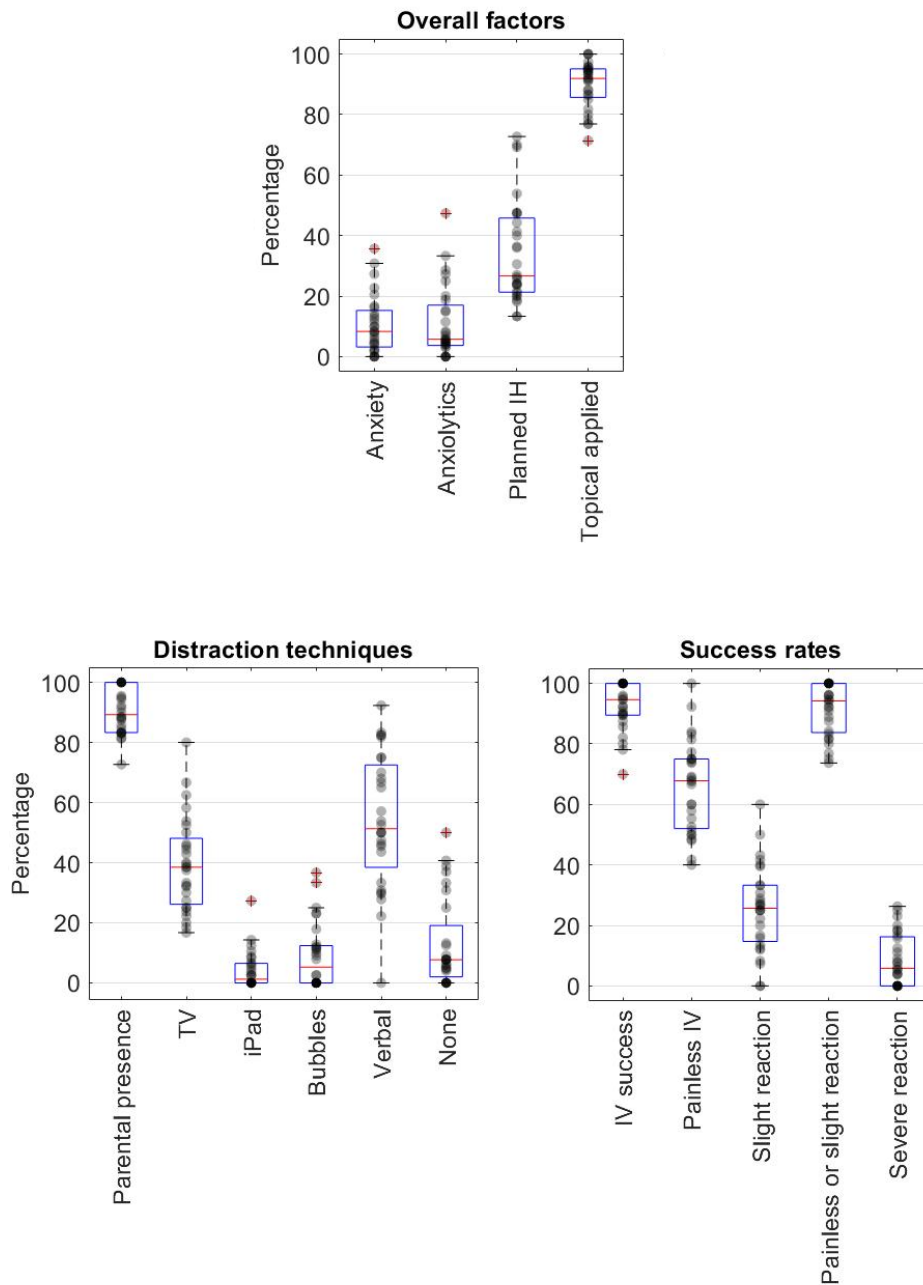 Overall factors
Percentage
100
80
60
40
20
0
Anxiety
Anxiolytics
Planned IH
Topical applied
Distraction techniques
Percentage
100
80
60
40
20
0
Parental presence
TV
iPad
Bubbles
Verbal
None
Success rates
100
80
60
40
20
0
IV success
Painless IV
Slight reaction
Painless or slight reaction
Severe reaction